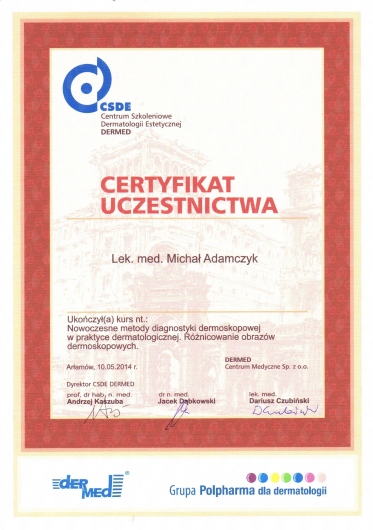 CSDE
Centrum Szkoleniowe
Dermatologii Estetycznej
DERMED
CERTYFIKAT
UCZESTNICTWA
Lek. med. Michał Adamczyk
Ukończył(a) kurs nt.:
Nowoczesne metody diagnostyki dermoskopowej
w praktyce dermatologicznej. Różnicowanie obrazów
dermoskopowych.
DERMED
Centrum Medyczne Sp. z o.o.
Arłamów, 10.05.2014 r.
Dyrektor CSDE DERMED
prof. dr hab. n. med.
Andrzej Kaszuba
dr n. med.
Jacek Dąbkowski
lek. med.
Dariusz Czubiński
derMed®
Grupa Polpharma dla dermatologii